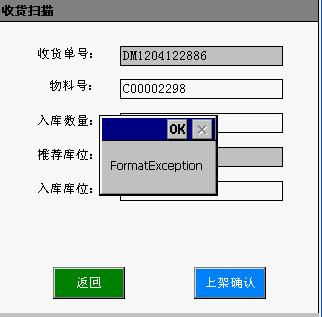 收货扫描
收货单号： DM1204122886
物料号： C00002298
入库数量：
OK ×
推荐库位：
FormatException
入库库位：
返回 上架确认